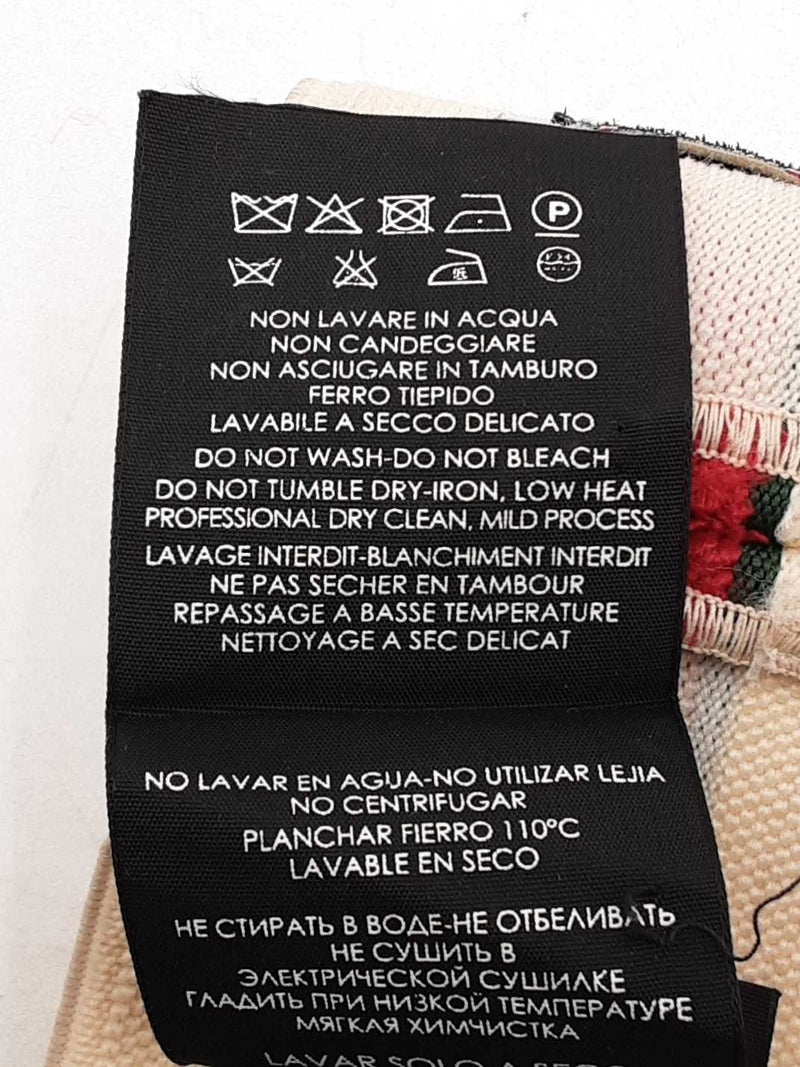 P
NON LAVARE IN ACQUA
NON CANDEGGIARE
NON ASCIUGARE IN TAMBURO
FERRO TIEPIDO
LAVABILE A SECCO DELICATO
DO NOT WASH-DO NOT BLEACH
DO NOT TUMBLE DRY-IRON, LOW HEAT
PROFESSIONAL DRY CLEAN, MILD PROCESS
LAVAGE INTERDIT-BLANCHIMENT INTERDIT
NE PAS SECHER EN TAMBOUR
REPASSAGE A BASSE TEMPERATURE
NETTOYAGE A SEC DELICAT
NO LAVAR EN AGUA-NO UTILIZAR LEJIA
NO CENTRIFUGAR
PLANCHAR FIERRO 110°C
LAVABLE EN SECO
НЕ СТИРАТЬ В ВОДЕ-НЕ ОТБЕЛИВАТЬ
НЕ СУШИТЬ В
ЭЛЕКТРИЧЕСКОЙ СУШИЛКЕ
ГЛАДИТЬ ПРИ НИЗКОЙ ТЕМПЕРАТУРЕ
МЯГКАЯ ХИМЧИСТКА
LAVAR SOLO A SECO